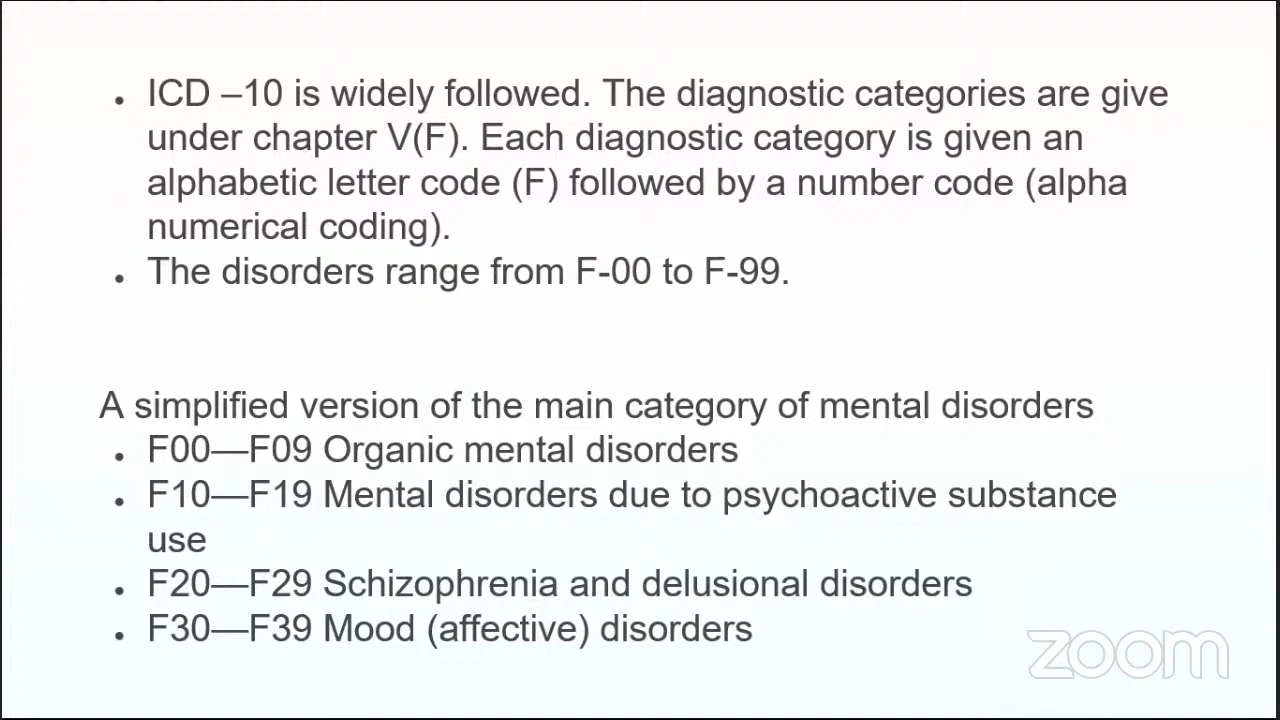 • ICD –10 is widely followed. The diagnostic categories are give
under chapter V(F). Each diagnostic category is given an
alphabetic letter code (F) followed by a number code (alpha
numerical coding).
• The disorders range from F-00 to F-99.
A simplified version of the main category of mental disorders
• F00—F09 Organic mental disorders
• F10—F19 Mental disorders due to psychoactive substance
use
• F20—F29 Schizophrenia and delusional disorders
• F30—F39 Mood (affective) disorders
zoom